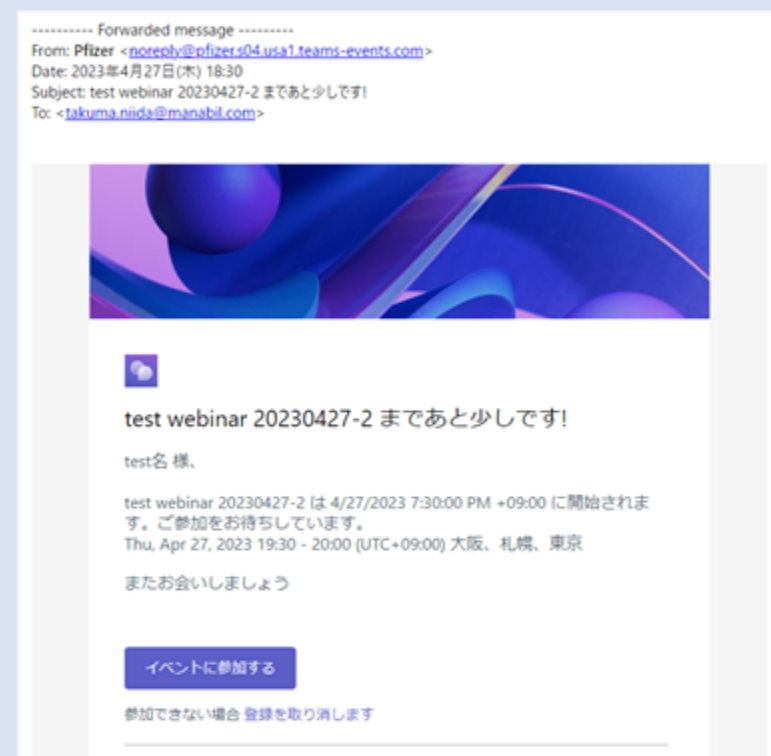 ---------- Forwarded message ---------
From: Pfizer <noreply@pfizer.s04.usa1.teams-events.com>
Date: 2023年4月27日(木) 18:30
Subject: test webinar 20230427-2 まであと少しです!
To: <takuma.niida@manabil.com>
test webinar 20230427-2 まであと少しです!
test名 様、
test webinar 20230427-2 は 4/27/2023 7:30:00 PM +09:00 に開始されま
す。ご参加をお待ちしています。
Thu, Apr 27, 2023 19:30 - 20:00 (UTC+09:00) 大阪、札幌、東京
またお会いしましょう
イベントに参加する
参加できない場合 登録を取り消します